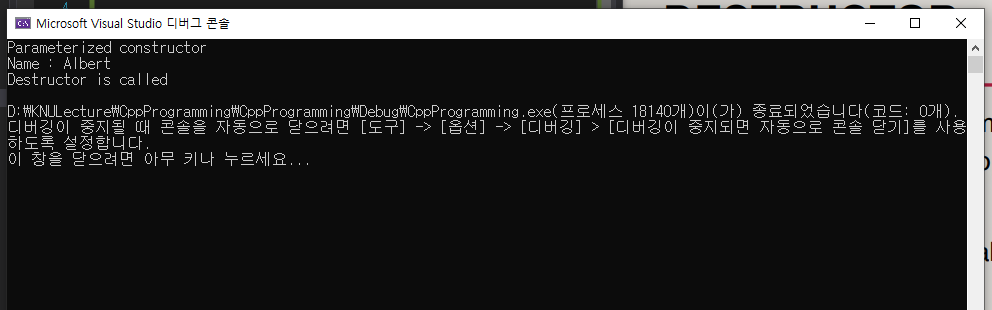 DESTRUCTOR
4
Microsoft Visual Studio 디버그 콘솔
Parameterized constructor
Name : Albert
Destructor is called
D:\KNULecture\CppProgramming\CppProgramming\Debug\CppProgramming.exe(프로세스 18140개)이(가) 종료되었습니다(코드: 0개).
디버깅이 중지될 때 콘솔을 자동으로 닫으려면 [도구] -> [옵션] -> [디버깅] > [디버깅이 중지되면 자동으로 콘솔 닫기]를 사용
하도록 설정합니다.
이 창을 닫으려면 아무 키나 누르세요...